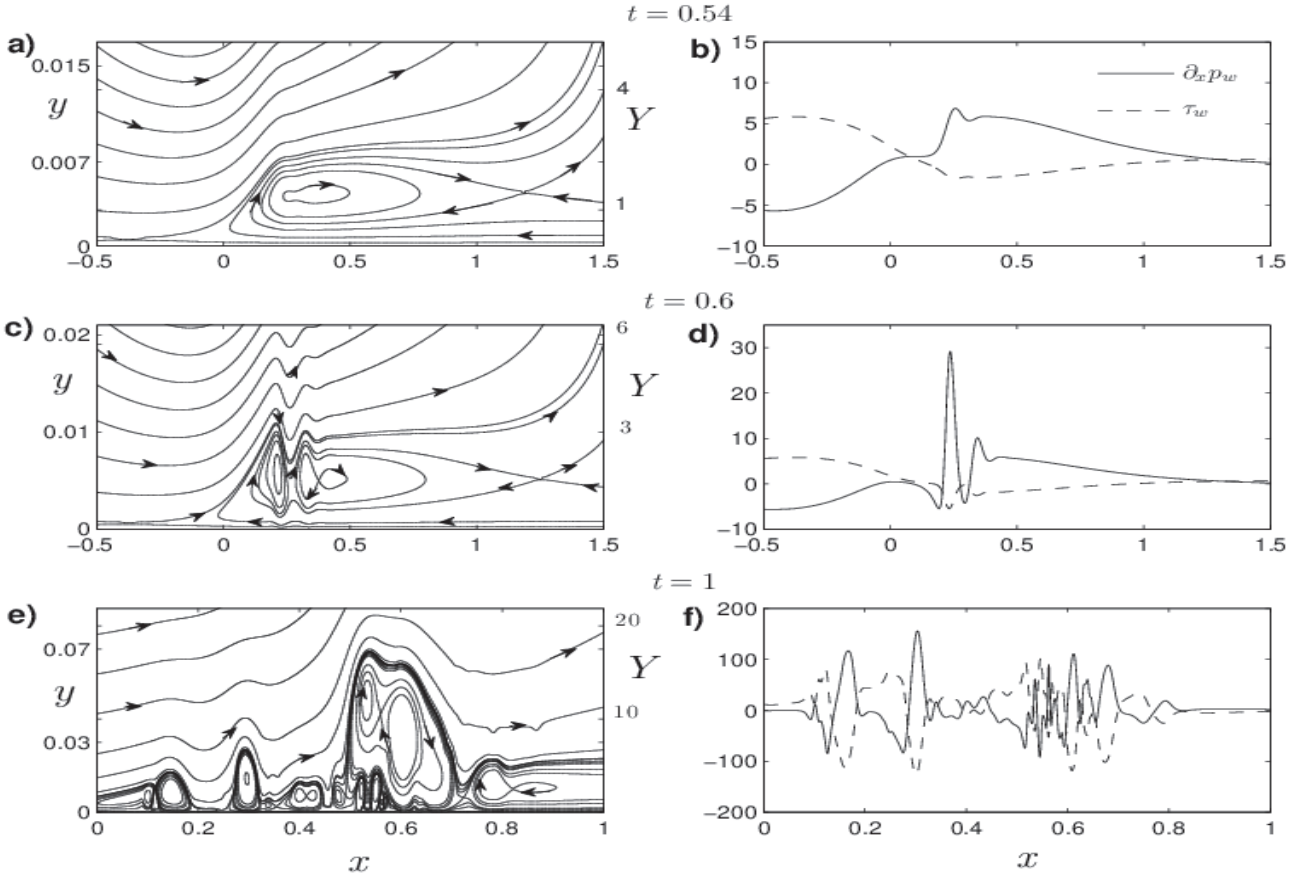 t = 0.54
a)
0.015
y
0.007
0
4
Y
1
−0.5 0 0.5 1 1.5
b)
15
10
5
0
−5
−10
∂ₓp_w
τ_w
−0.5 0 0.5 1 1.5
t = 0.6
c)
0.02
y
0.01
0
6
Y
3
−0.5 0 0.5 1 1.5
d)
30
20
10
0
−10
−0.5 0 0.5 1 1.5
t = 1
e)
0.07
y
0.03
0
20
Y
10
0 0.2 0.4 0.6 0.8 1
x
f)
200
100
0
−100
−200
0 0.2 0.4 0.6 0.8 1
x